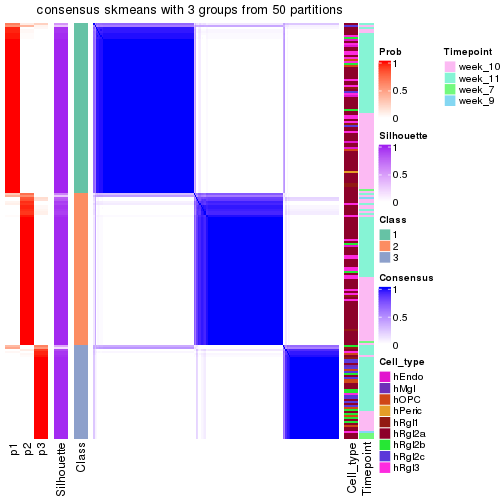 consensus skmeans with 3 groups from 50 partitions
p1
p2
p3
Silhouette
Class
Cell_type
Timepoint
Prob
1
0.5
0
Silhouette
1
0.5
0
Class
1
2
3
Consensus
1
0.5
0
Cell_type
hEndo
hMgl
hOPC
hPeric
hRgl1
hRgl2a
hRgl2b
hRgl2c
hRgl3
Timepoint
week_10
week_11
week_7
week_9